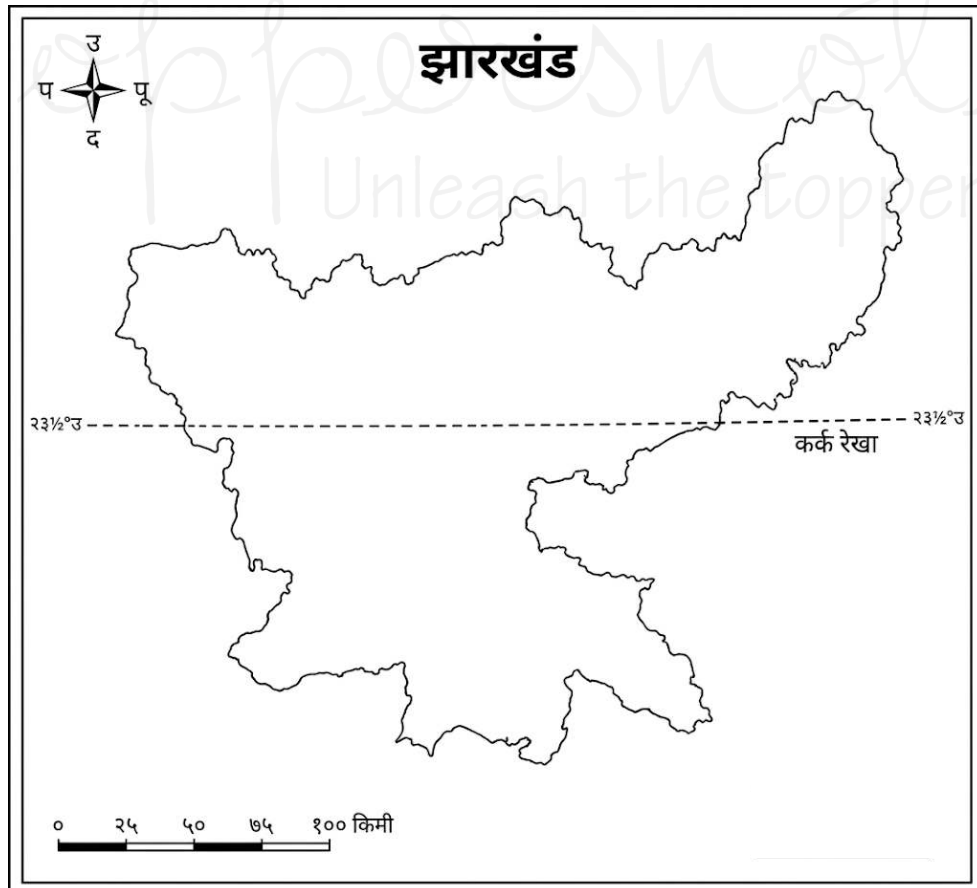 झारखंड
उ
प पू
द
२३½°उ
२३½°उ
कर्क रेखा
० २५ ५० ७५ १०० किमी
Unleash the topper